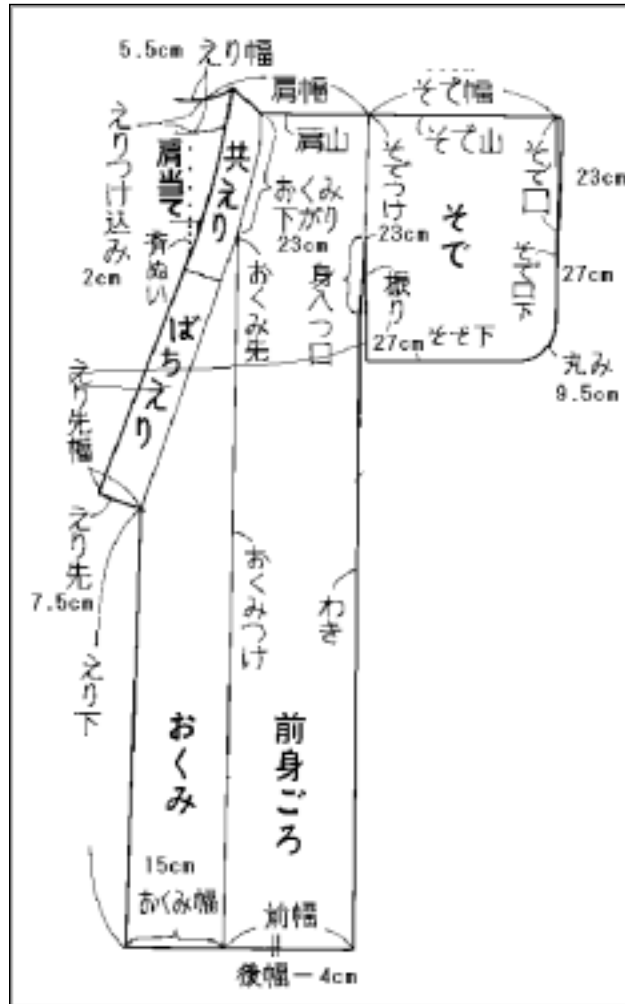 5.5cm えり幅
肩幅
そで幅
えりつけ込み
2cm
肩当て
斉ぬい
共えり
肩山
おくみ
下がり
23cm
そでつけ
23cm
そで山
そで
そで口
23cm
そで口下
27cm
身八つ口
振り
27cm
そそ下
丸み
9.5cm
おくみ先
ばちえり
えり先幅
えり先
7.5cm
えり下
おくみつけ
わき
おくみ
前身ごろ
15cm
おくみ幅
前幅
後幅－4cm